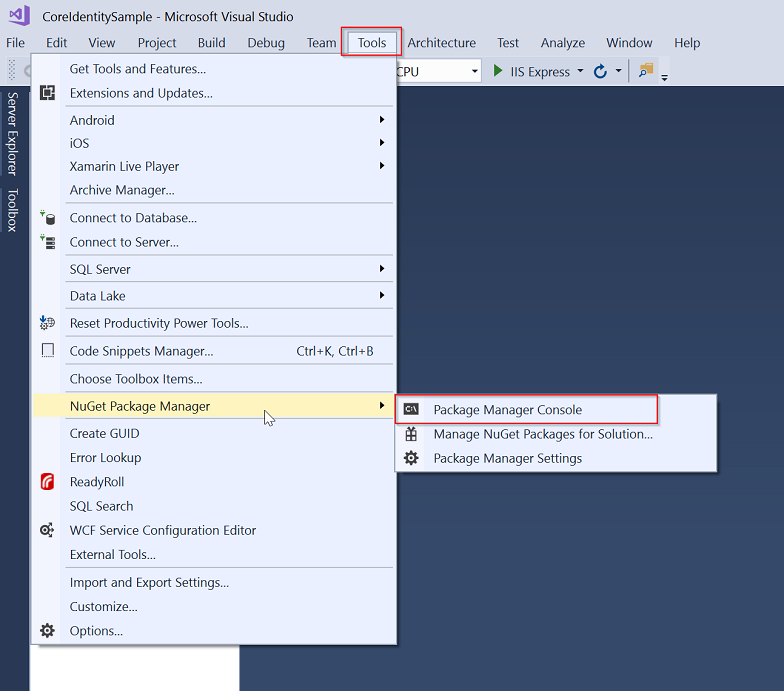 CoreIdentitySample - Microsoft Visual Studio
File Edit View Project Build Debug Team Tools Architecture Test Analyze Window Help
CPU IIS Express
Server Explorer
Toolbox
Get Tools and Features...
Extensions and Updates...
Android
iOS
Xamarin Live Player
Archive Manager...
Connect to Database...
Connect to Server...
SQL Server
Data Lake
Reset Productivity Power Tools...
Code Snippets Manager... Ctrl+K, Ctrl+B
Choose Toolbox Items...
NuGet Package Manager
C:\ Package Manager Console
Manage NuGet Packages for Solution...
Package Manager Settings
Create GUID
Error Lookup
ReadyRoll
SQL Search
WCF Service Configuration Editor
External Tools...
Import and Export Settings...
Customize...
Options...